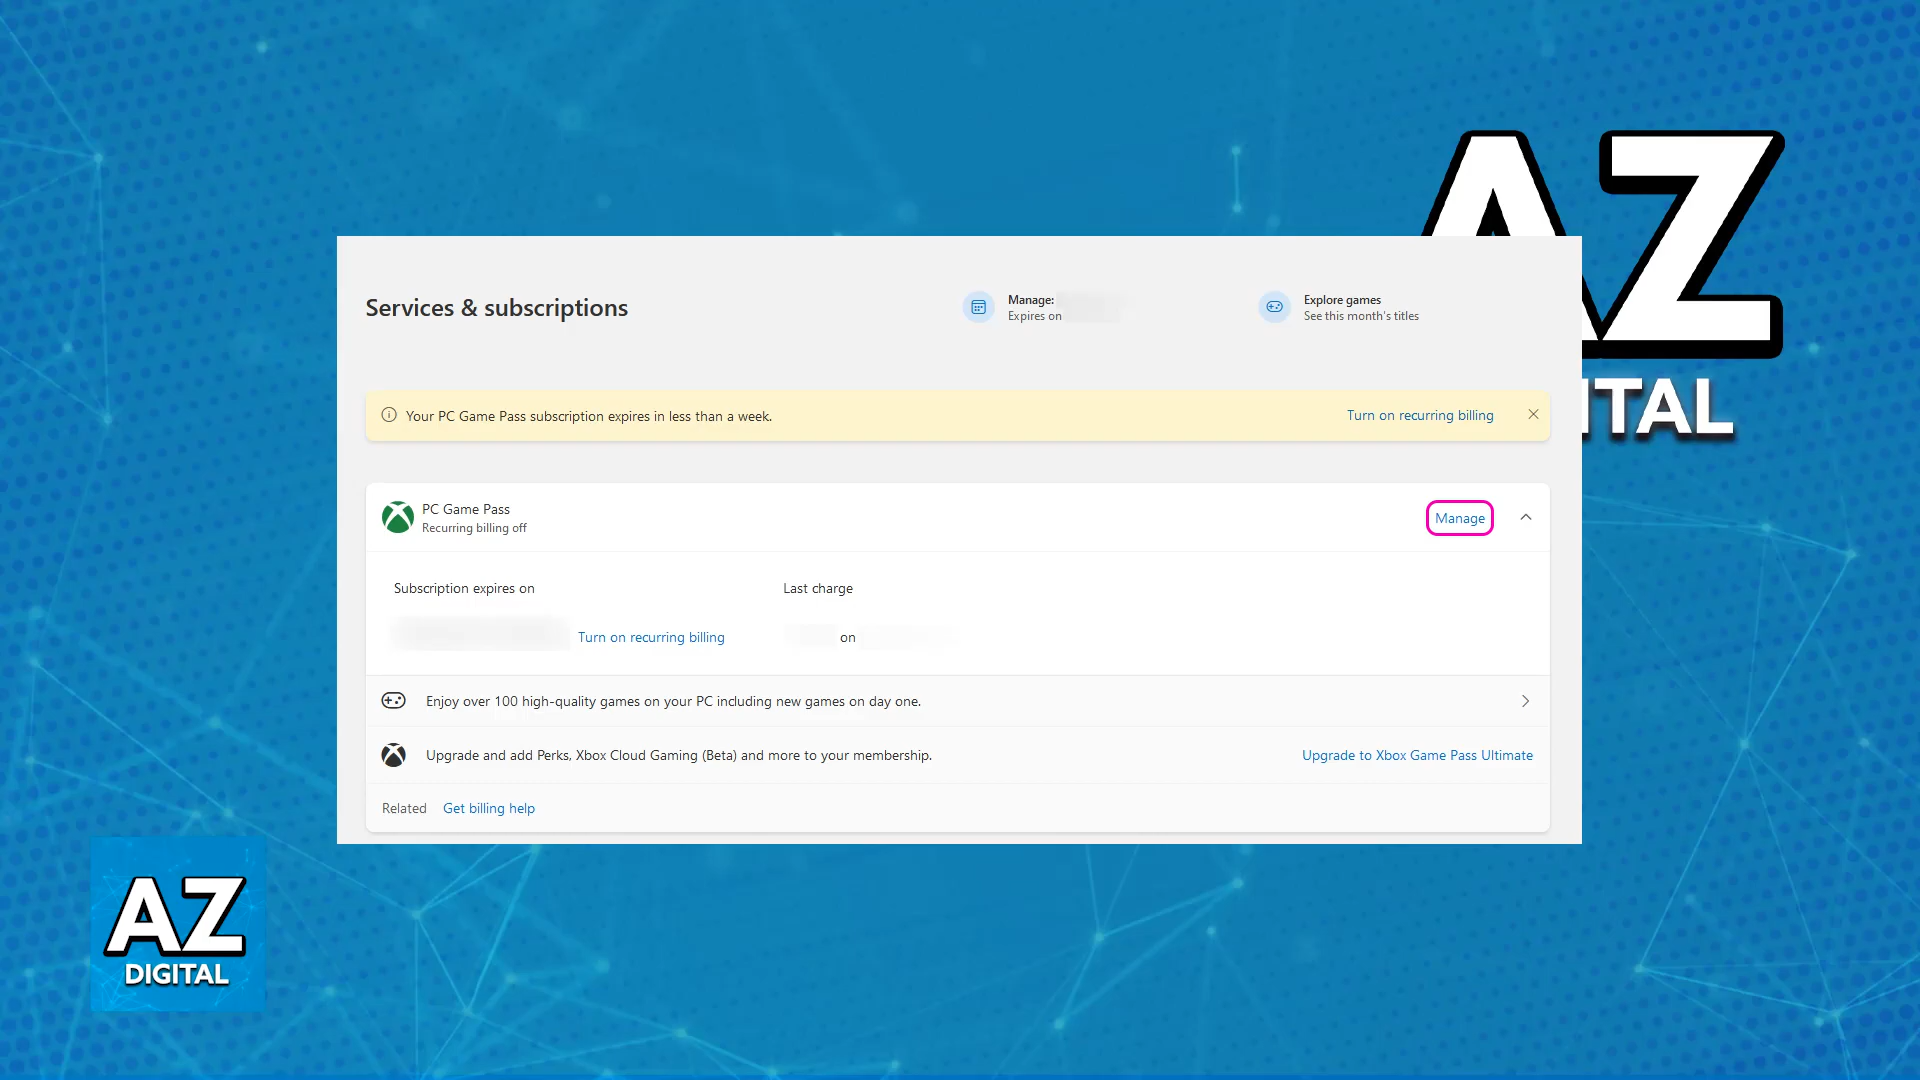 AZ
DIGITAL
Services & subscriptions
Manage:
Expires on
Explore games
See this month's titles
Your PC Game Pass subscription expires in less than a week.
Turn on recurring billing
PC Game Pass
Recurring billing off
Manage
Subscription expires on
Last charge
Turn on recurring billing
on
Enjoy over 100 high-quality games on your PC including new games on day one.
Upgrade and add Perks, Xbox Cloud Gaming (Beta) and more to your membership.
Upgrade to Xbox Game Pass Ultimate
Related
Get billing help
AZ
DIGITAL